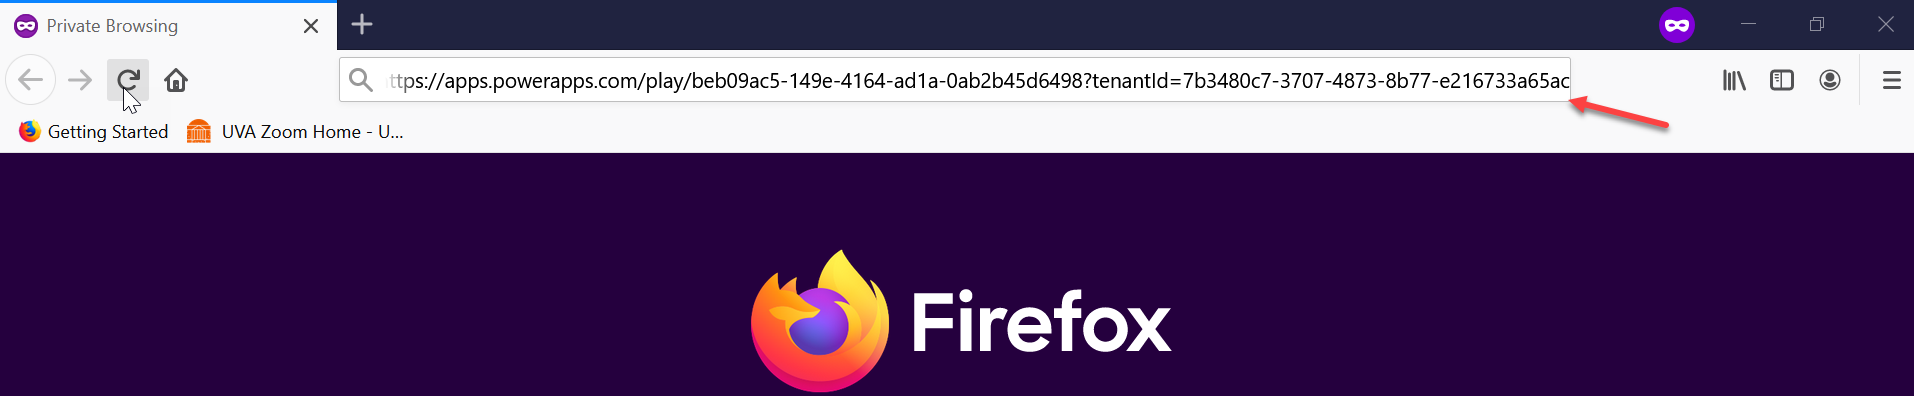 Private Browsing
ttps://apps.powerapps.com/play/beb09ac5-149e-4164-ad1a-0ab2b45d6498?tenantId=7b3480c7-3707-4873-8b77-e216733a65ac
Getting Started UVA Zoom Home - U...
Firefox